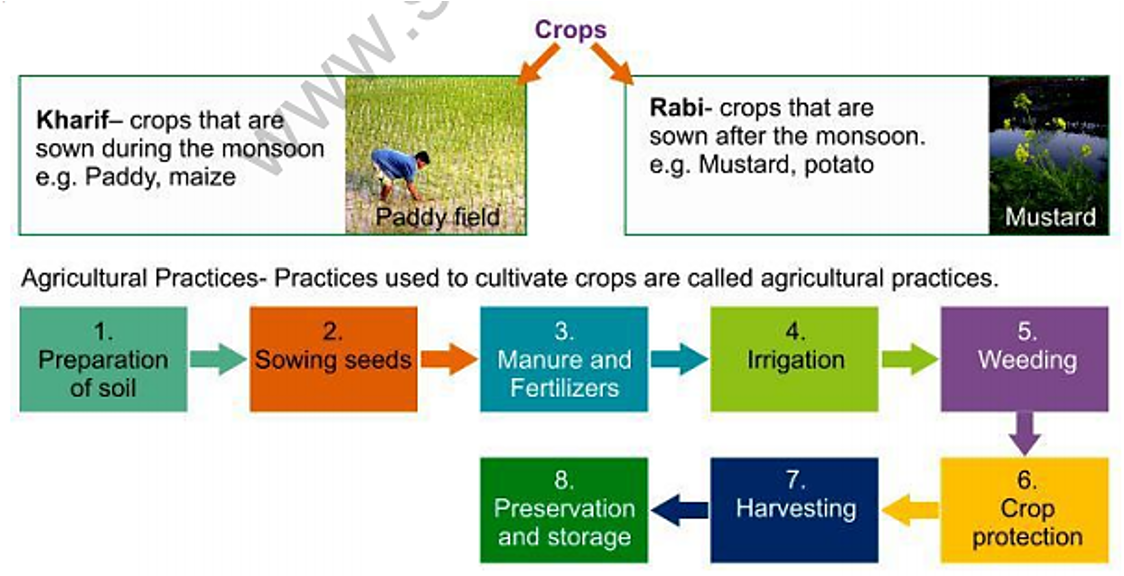 Crops
Kharif– crops that are
sown during the monsoon
e.g. Paddy, maize
Paddy field
Rabi- crops that are
sown after the monsoon.
e.g. Mustard, potato
Mustard
Agricultural Practices- Practices used to cultivate crops are called agricultural practices.
1.
Preparation
of soil
2.
Sowing seeds
3.
Manure and
Fertilizers
4.
Irrigation
5.
Weeding
6.
Crop
protection
7.
Harvesting
8.
Preservation
and storage
www.s